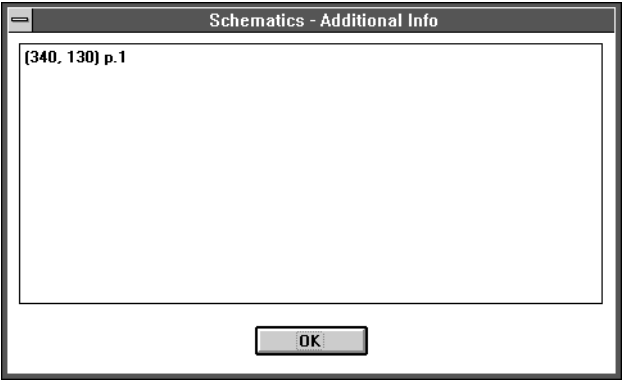 Schematics - Additional Info
(340, 130) p.1
OK